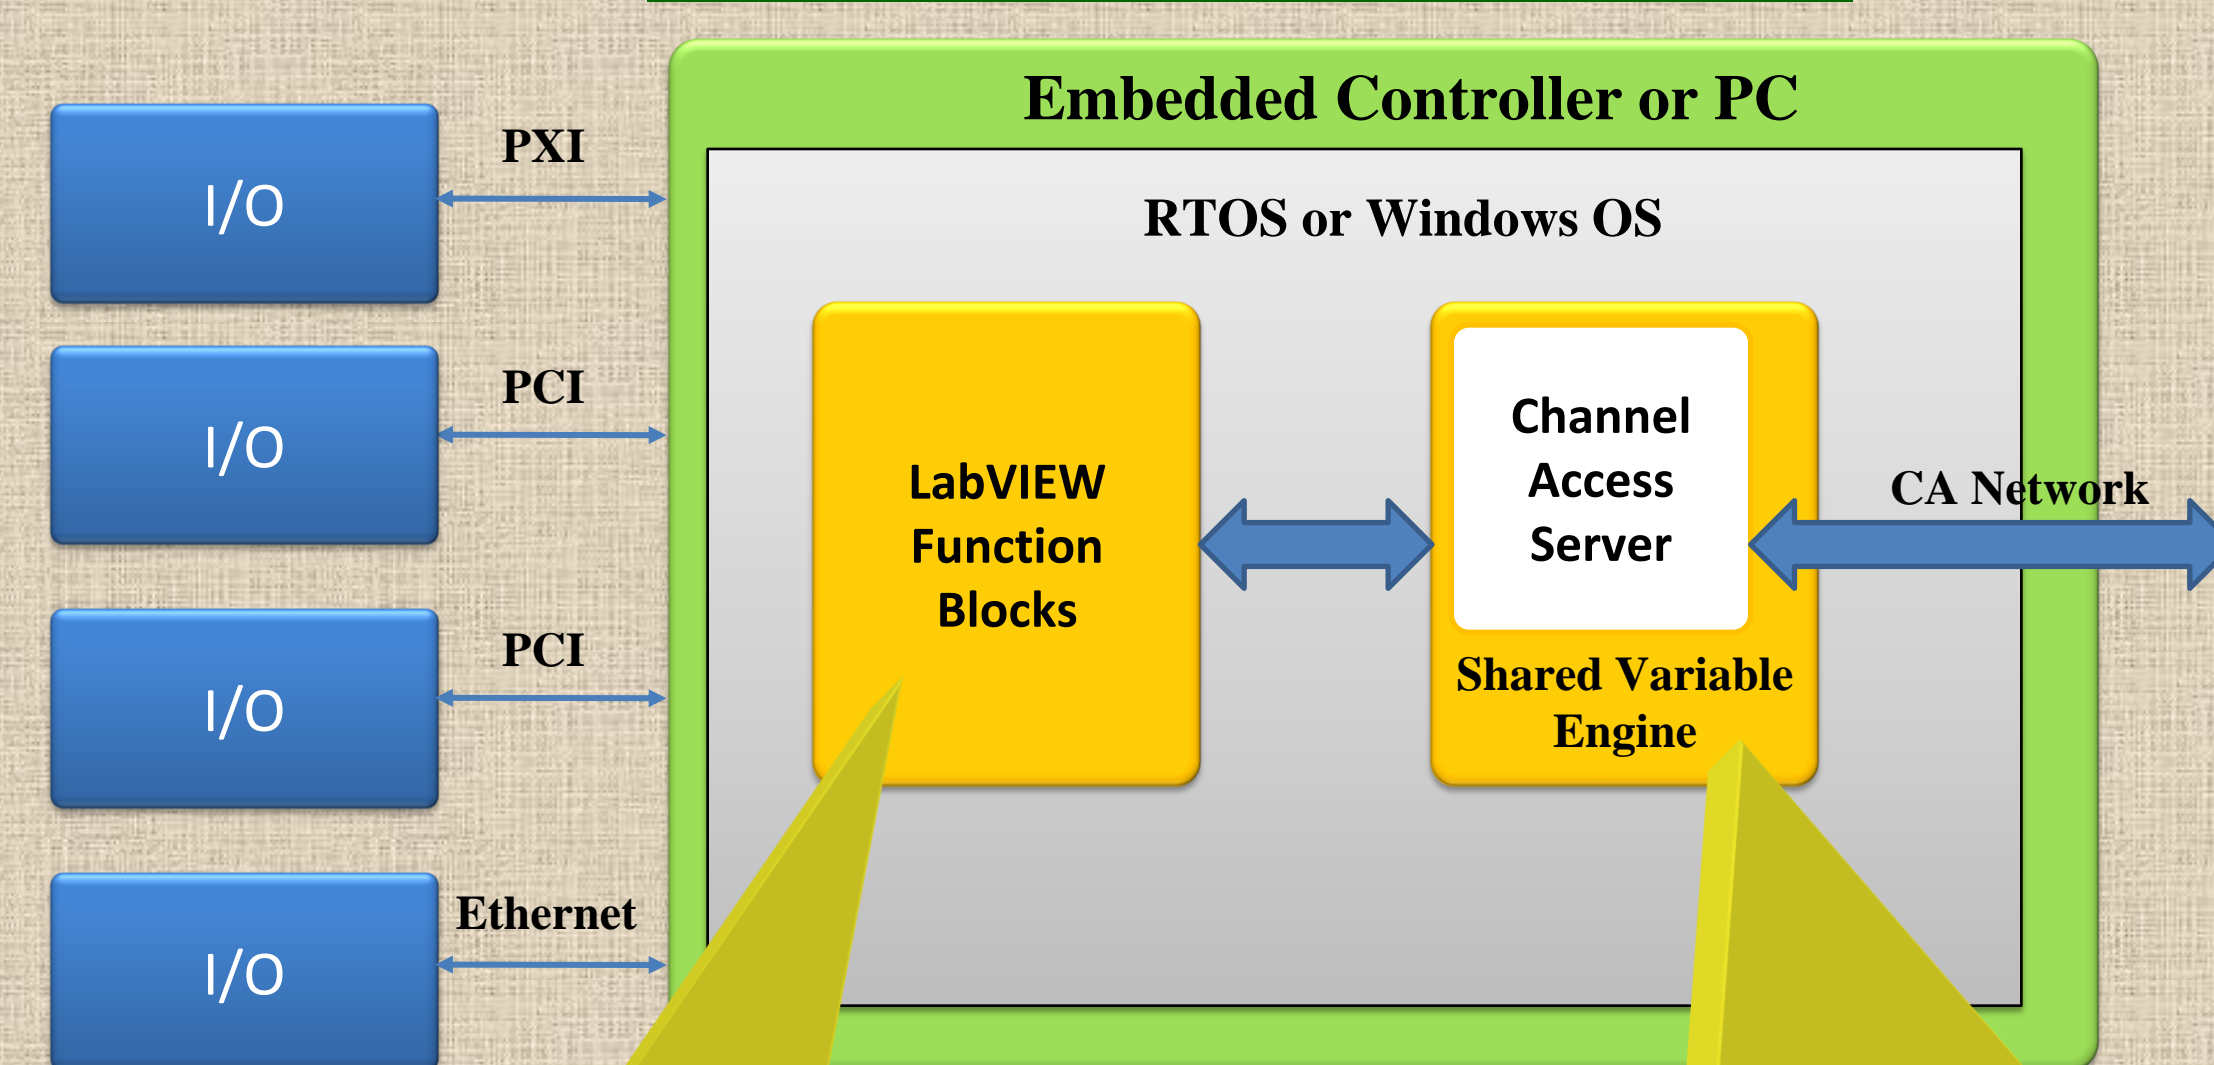 Embedded Controller or PC
PXI
I/O
RTOS or Windows OS
PCI
I/O
Channel
Access
Server
LabVIEW
Function
Blocks
CA Network
PCI
I/O
Shared Variable
Engine
Ethernet
I/O